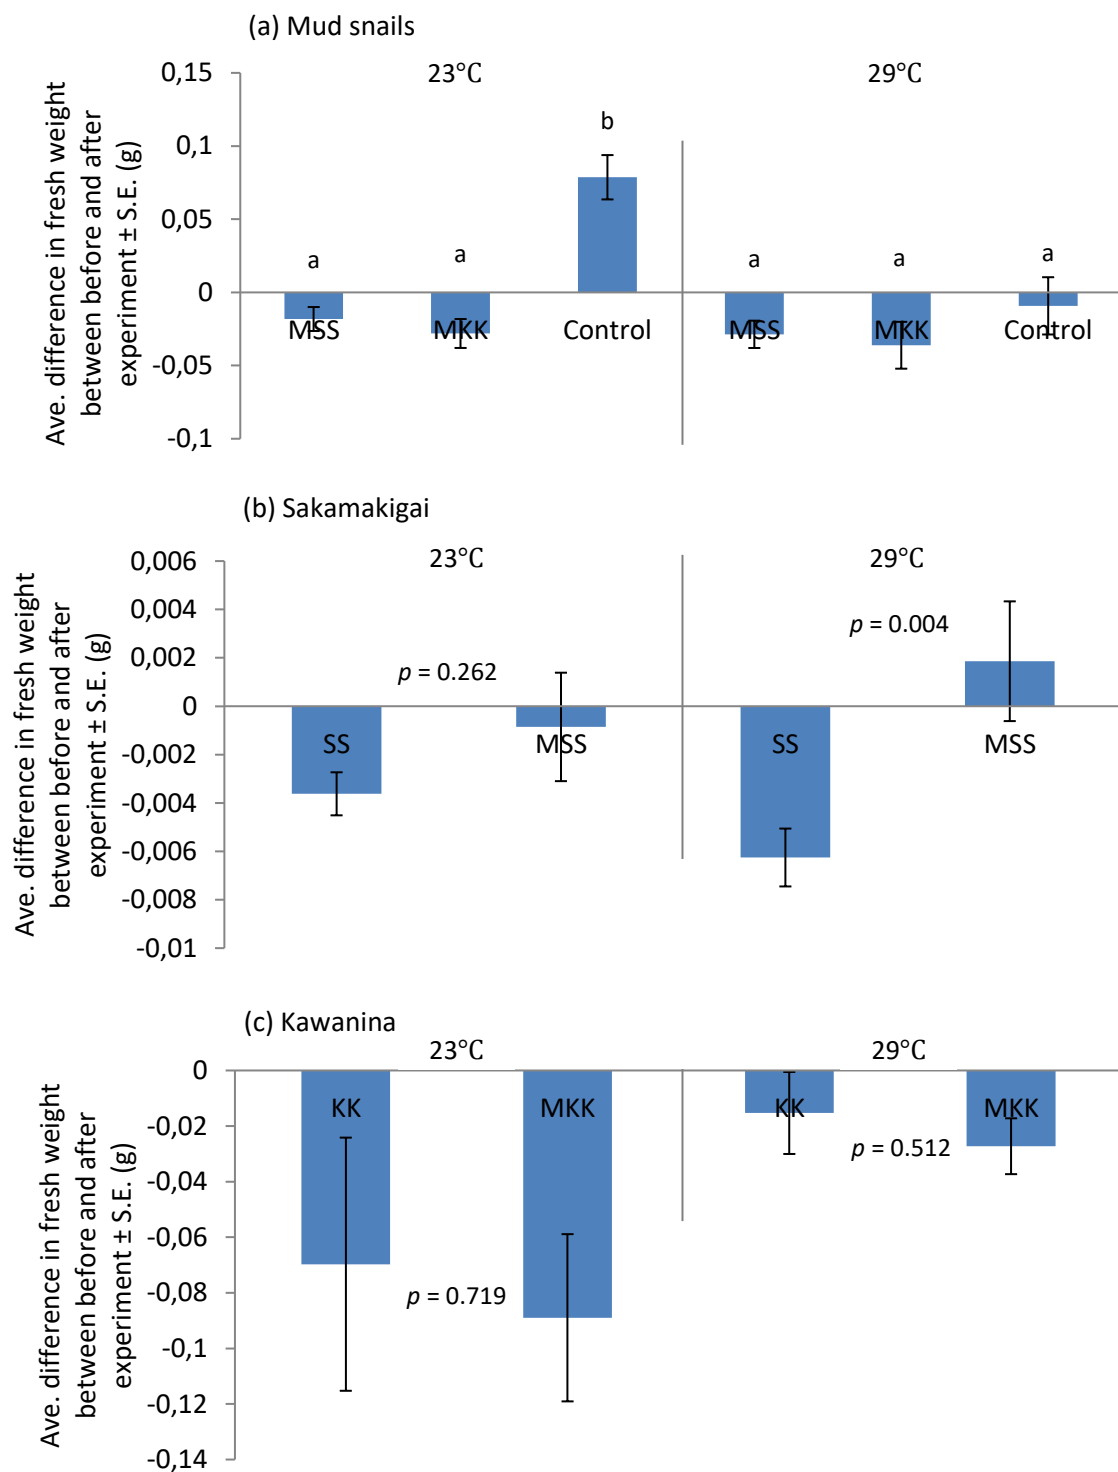 (a) Mud snails
23°C
29°C
Ave. difference in fresh weight
between before and after
experiment ± S.E. (g)
0,15
0,1
0,05
0
-0,05
-0,1
a
a
b
a
a
a
MSS
MKK
Control
MSS
MKK
Control
(b) Sakamakigai
23°C
29°C
Ave. difference in fresh weight
between before and after
experiment ± S.E. (g)
0,006
0,004
0,002
0
-0,002
-0,004
-0,006
-0,008
-0,01
p = 0.262
p = 0.004
SS
MSS
SS
MSS
(c) Kawanina
23°C
29°C
Ave. difference in fresh weight
between before and after
experiment ± S.E. (g)
0
-0,02
-0,04
-0,06
-0,08
-0,1
-0,12
-0,14
KK
MKK
KK
MKK
p = 0.719
p = 0.512